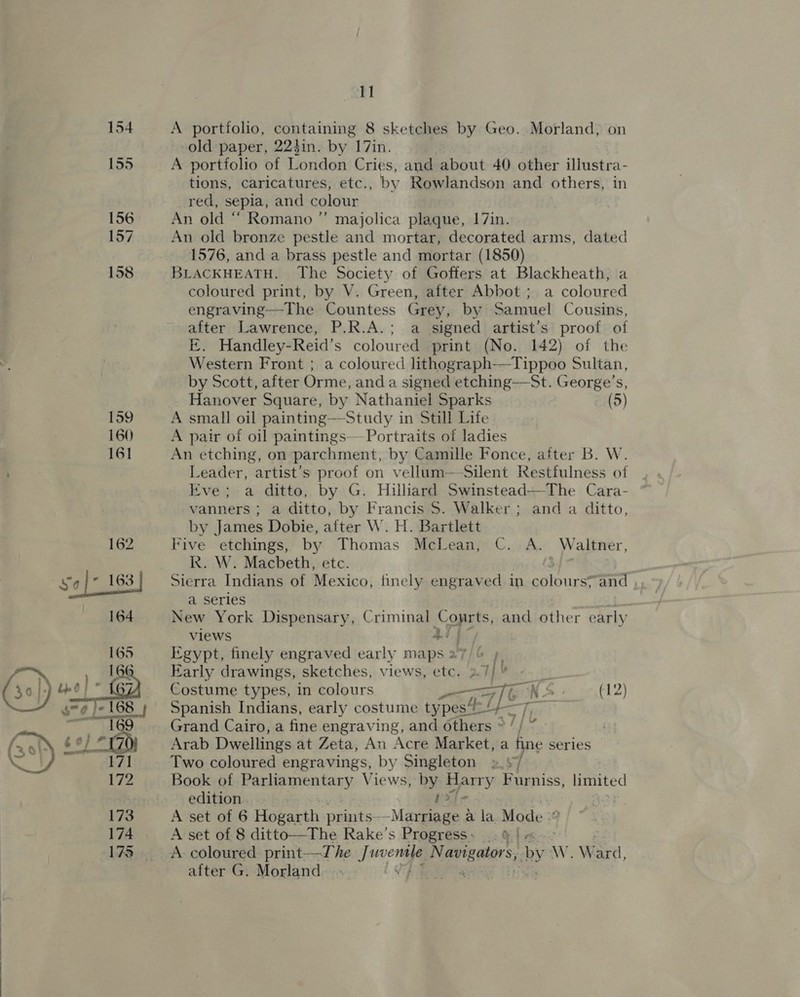 11
154 A portfolio, containing 8 sketches by Geo. Morland, on
old paper, 22½in. by 17in.
155 A portfolio of London Cries, and about 40 other illustra-
tions, caricatures, etc., by Rowlandson and others, in
red, sepia, and colour
156 An old “ Romano ” majolica plaque, 17in.
157 An old bronze pestle and mortar, decorated arms, dated
1576, and a brass pestle and mortar (1850)
158 BLACKHEATH. The Society of Goffers at Blackheath, a
coloured print, by V. Green, after Abbot ; a coloured
engraving—The Countess Grey, by Samuel Cousins,
after Lawrence, P.R.A. ; a signed artist’s proof of
E. Handley-Reid’s coloured print (No. 142) of the
Western Front ; a coloured lithograph—Tippoo Sultan,
by Scott, after Orme, and a signed etching—St. George’s,
Hanover Square, by Nathaniel Sparks (5)
159 A small oil painting—Study in Still Life
160 A pair of oil paintings—Portraits of ladies
161 An etching, on parchment, by Camille Fonce, after B. W.
Leader, artist’s proof on vellum—Silent Restfulness of
Eve ; a ditto, by G. Hilliard Swinstead—The Cara-
vanners ; a ditto, by Francis S. Walker ; and a ditto,
by James Dobie, after W. H. Bartlett
162 Five etchings, by Thomas McLean, C. A. Waltner,
R. W. Macbeth, etc.
50/- 163 Sierra Indians of Mexico, finely engraved in colours, and
a series
164 New York Dispensary, Criminal Courts, and other early
views
165 Egypt, finely engraved early maps 27/6
166 Early drawings, sketches, views, etc.
167 Costume types, in colours (12)
168 Spanish Indians, early costume types
169 Grand Cairo, a fine engraving, and others
170 Arab Dwellings at Zeta, An Acre Market, a fine series
171 Two coloured engravings, by Singleton
172 Book of Parliamentary Views, by Harry Furniss, limited
edition
173 A set of 6 Hogarth prints—Marriage à la Mode
174 A set of 8 ditto—The Rake’s Progress
175 A coloured print—The Juvenile Navigators, by W. Ward,
after G. Morland